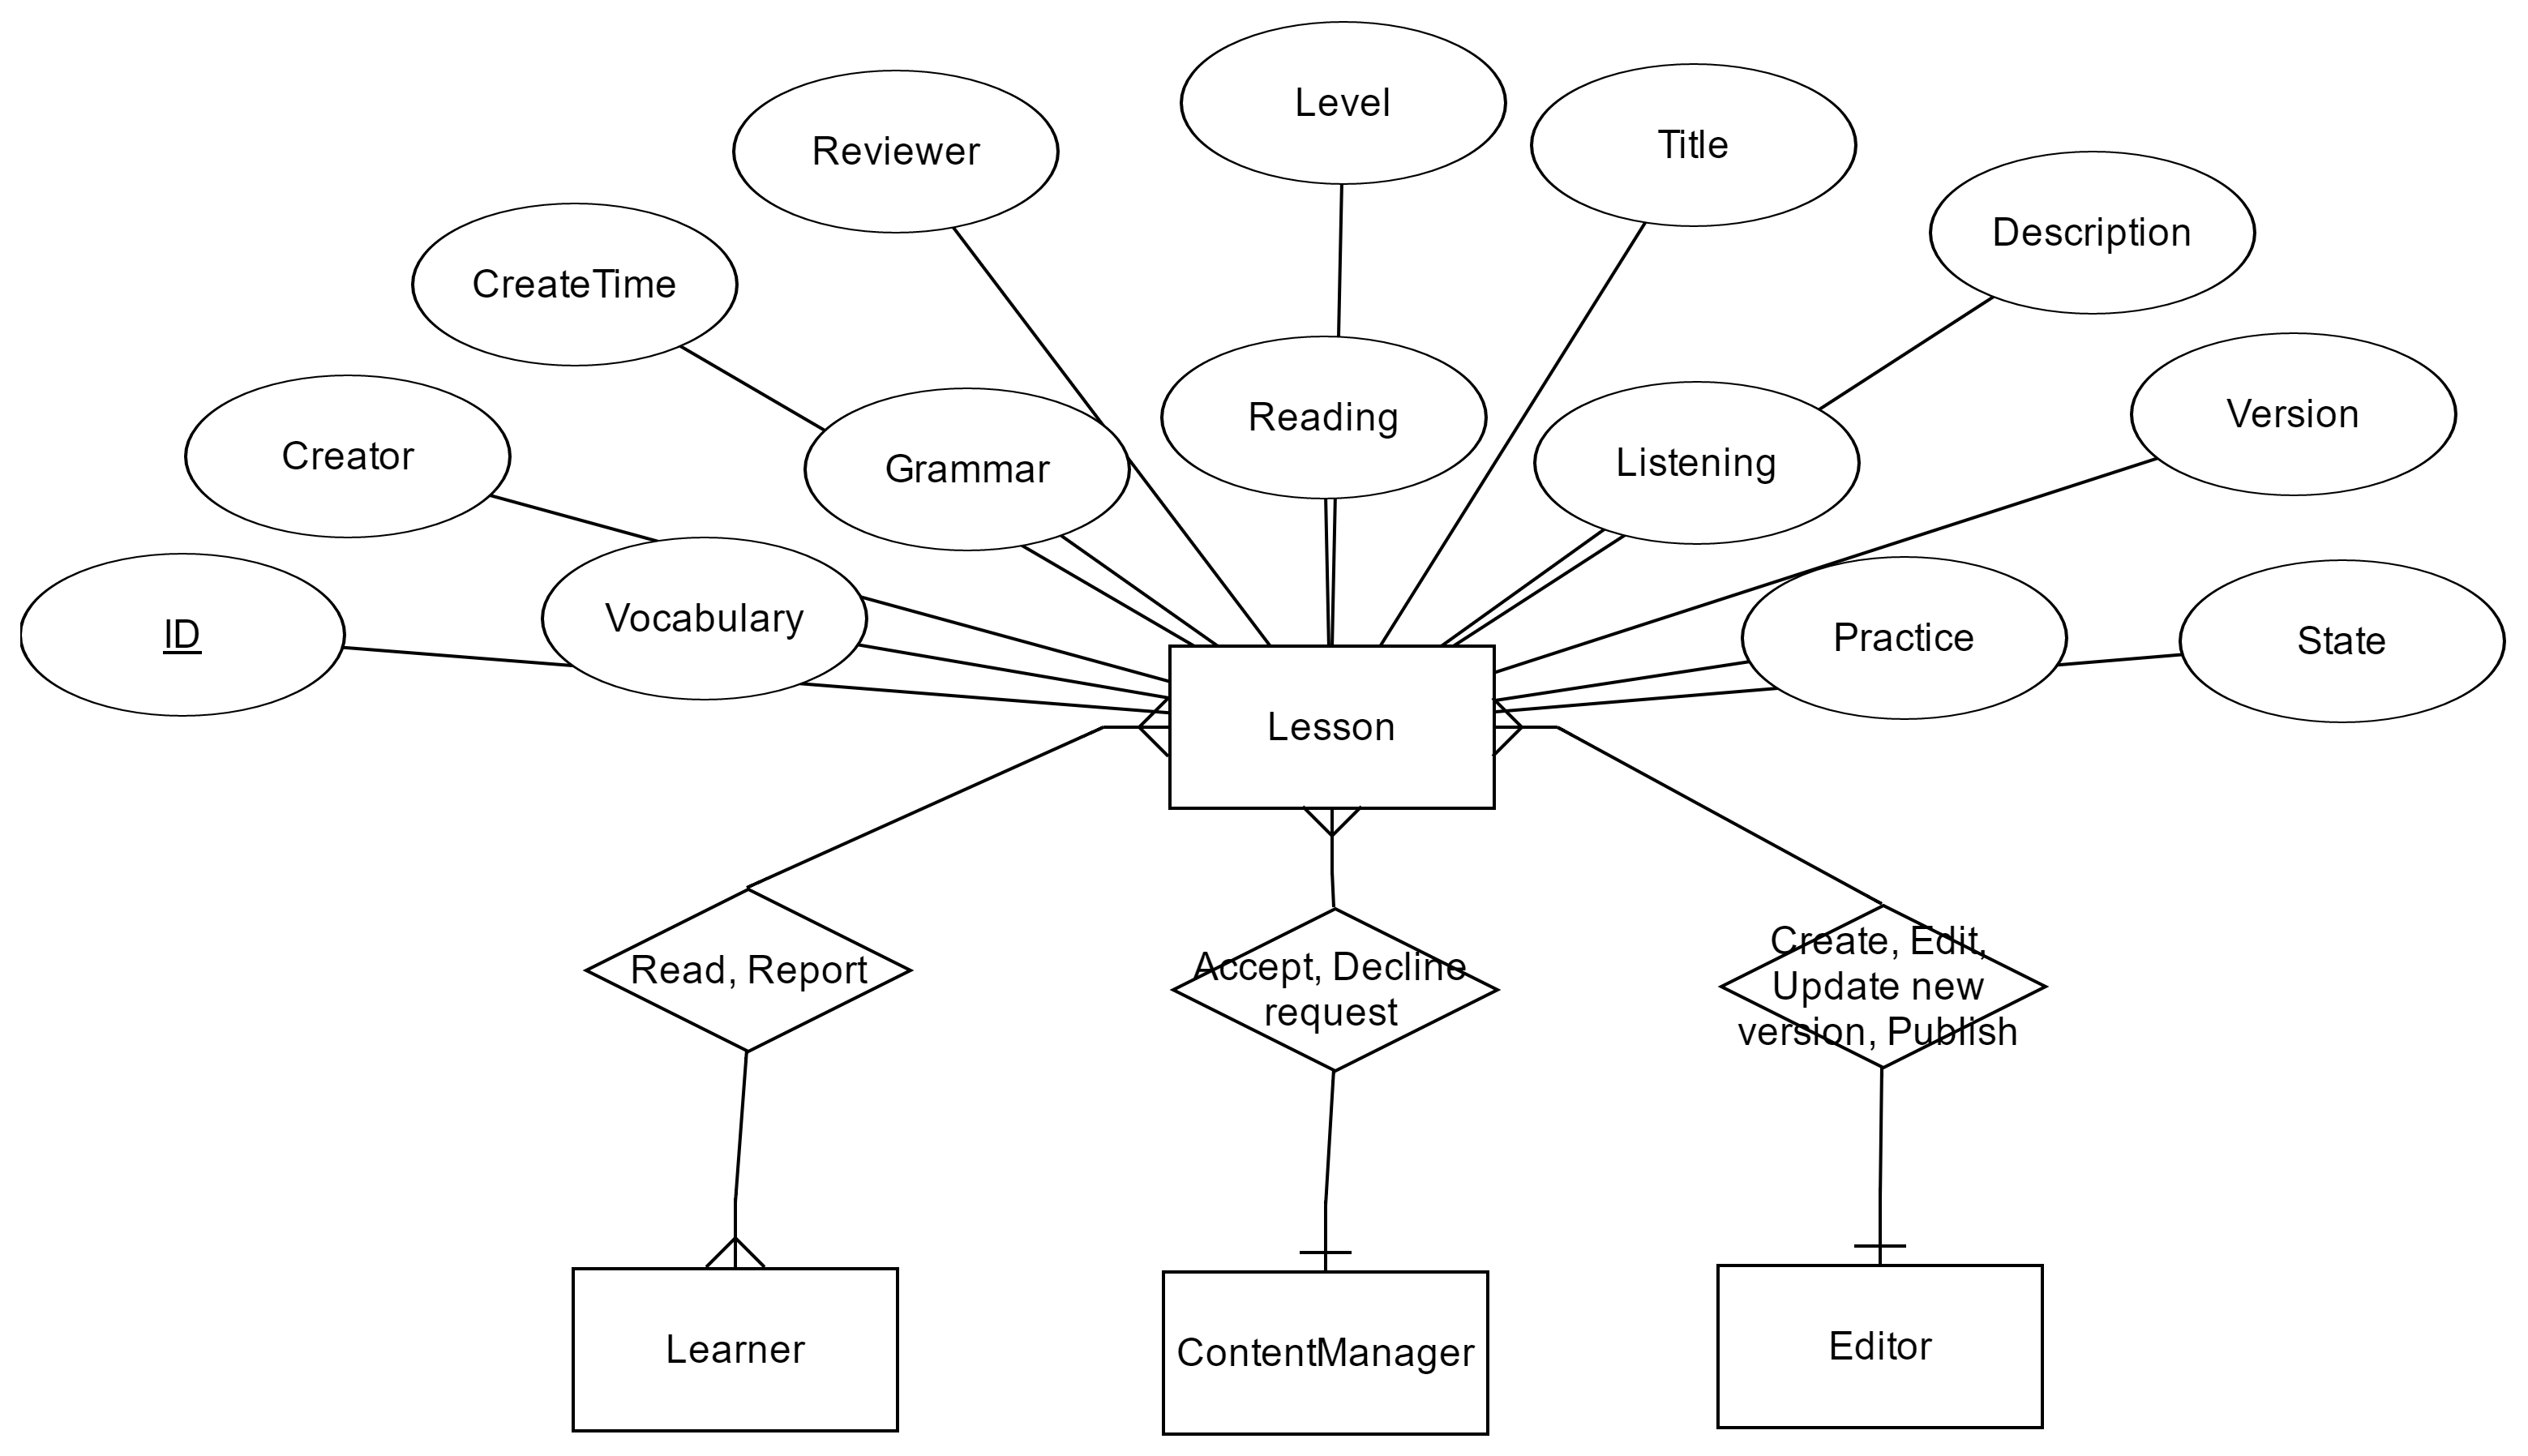 Level
Title
Reviewer
Description
CreateTime
Version
Reading
Creator
Listening
Grammar
Vocabulary
ID
Practice
State
Lesson
Read, Report
Accept, Decline
request
Create, Edit,
Update new
version, Publish
Learner
ContentManager
Editor